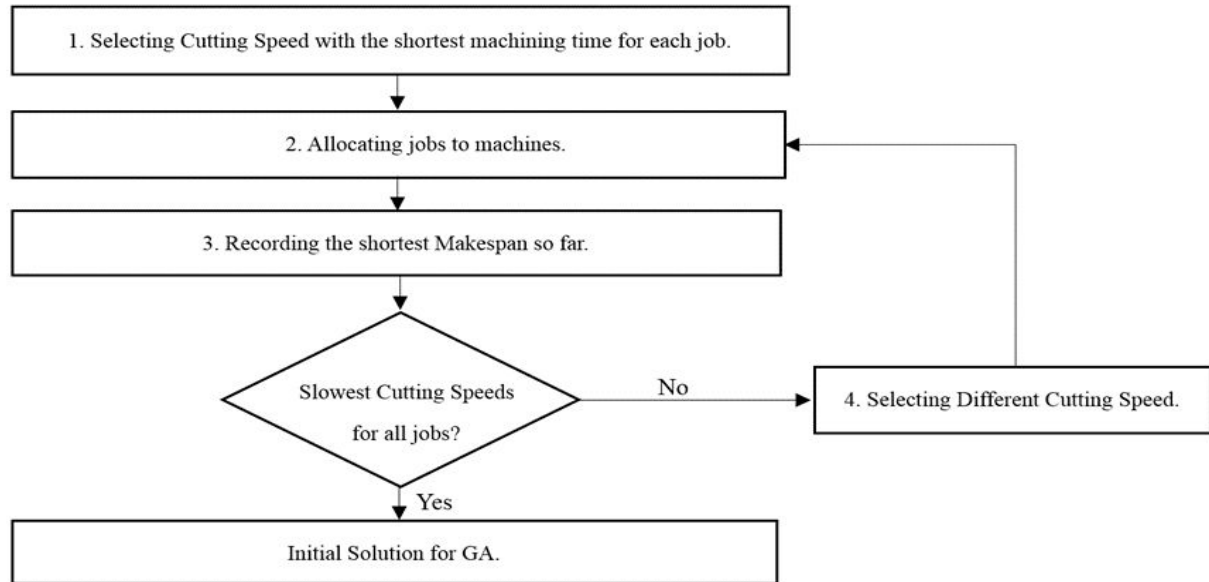 1. Selecting Cutting Speed with the shortest machining time for each job.
2. Allocating jobs to machines.
3. Recording the shortest Makespan so far.
Slowest Cutting Speeds
for all jobs?
No
4. Selecting Different Cutting Speed.
Yes
Initial Solution for GA.